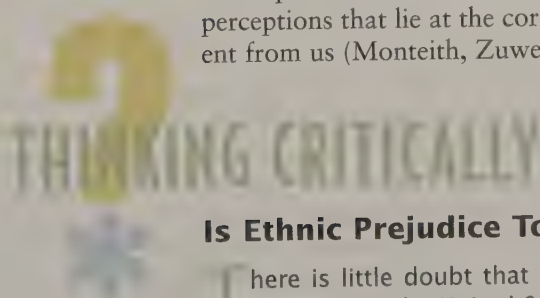 perceptions that lie at the cor
ent from us (Monteith, Zuwe
THINKING CRITICALLY
Is Ethnic Prejudice To
There is little doubt that